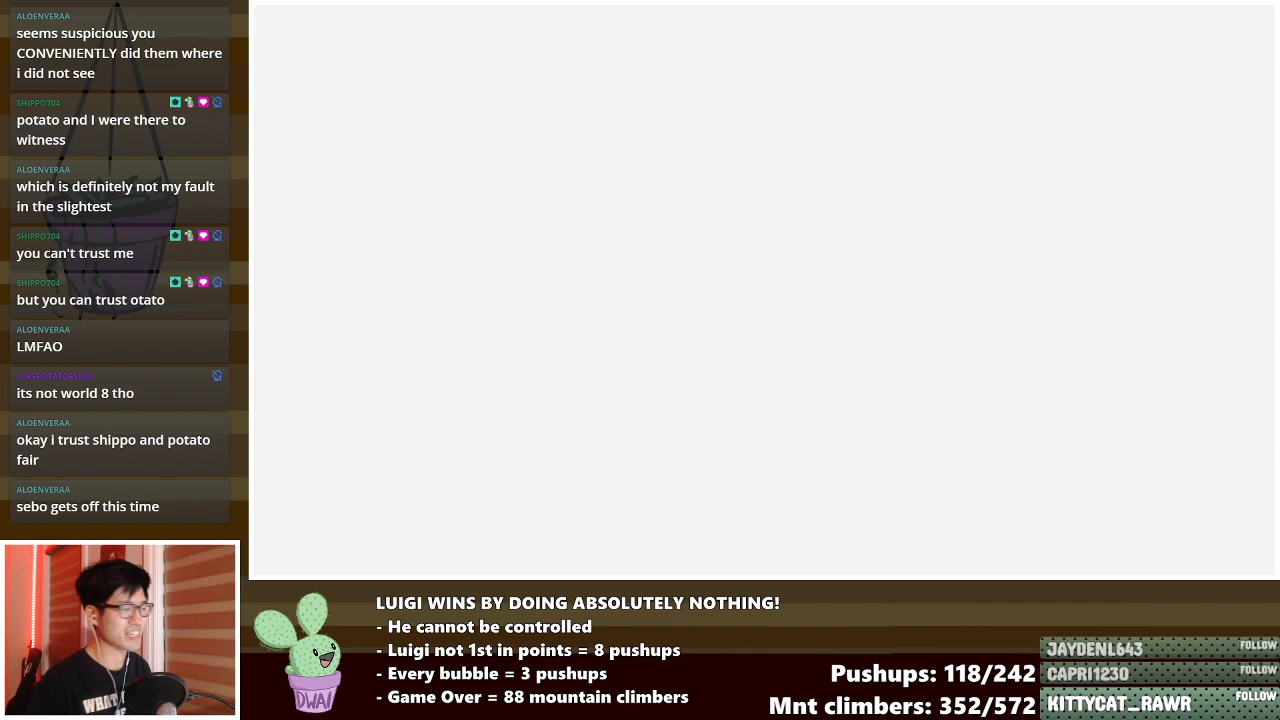 ALOENVERAA
seems suspicious you
CONVENIENTLY did them where
i did not see
SHIPPO704
potato and I were there to
witness
ALOENVERAA
which is definitely not my fault
in the slightest
SHIPPO704
you can't trust me
SHIPPO704
but you can trust otato
ALOENVERAA
LMFAO
its not world 8 tho
ALOENVERAA
okay i trust shippo and potato
fair
ALOENVERAA
sebo gets off this time
DWAI
LUIGI WINS BY DOING ABSOLUTELY NOTHING!
- He cannot be controlled
- Luigi not 1st in points = 8 pushups
- Every bubble = 3 pushups
- Game Over = 88 mountain climbers
Pushups: 118/242
Mnt climbers: 352/572
JAYDENL643 FOLLOW
CAPRI1230 FOLLOW
KITTYCAT_RAWR FOLLOW